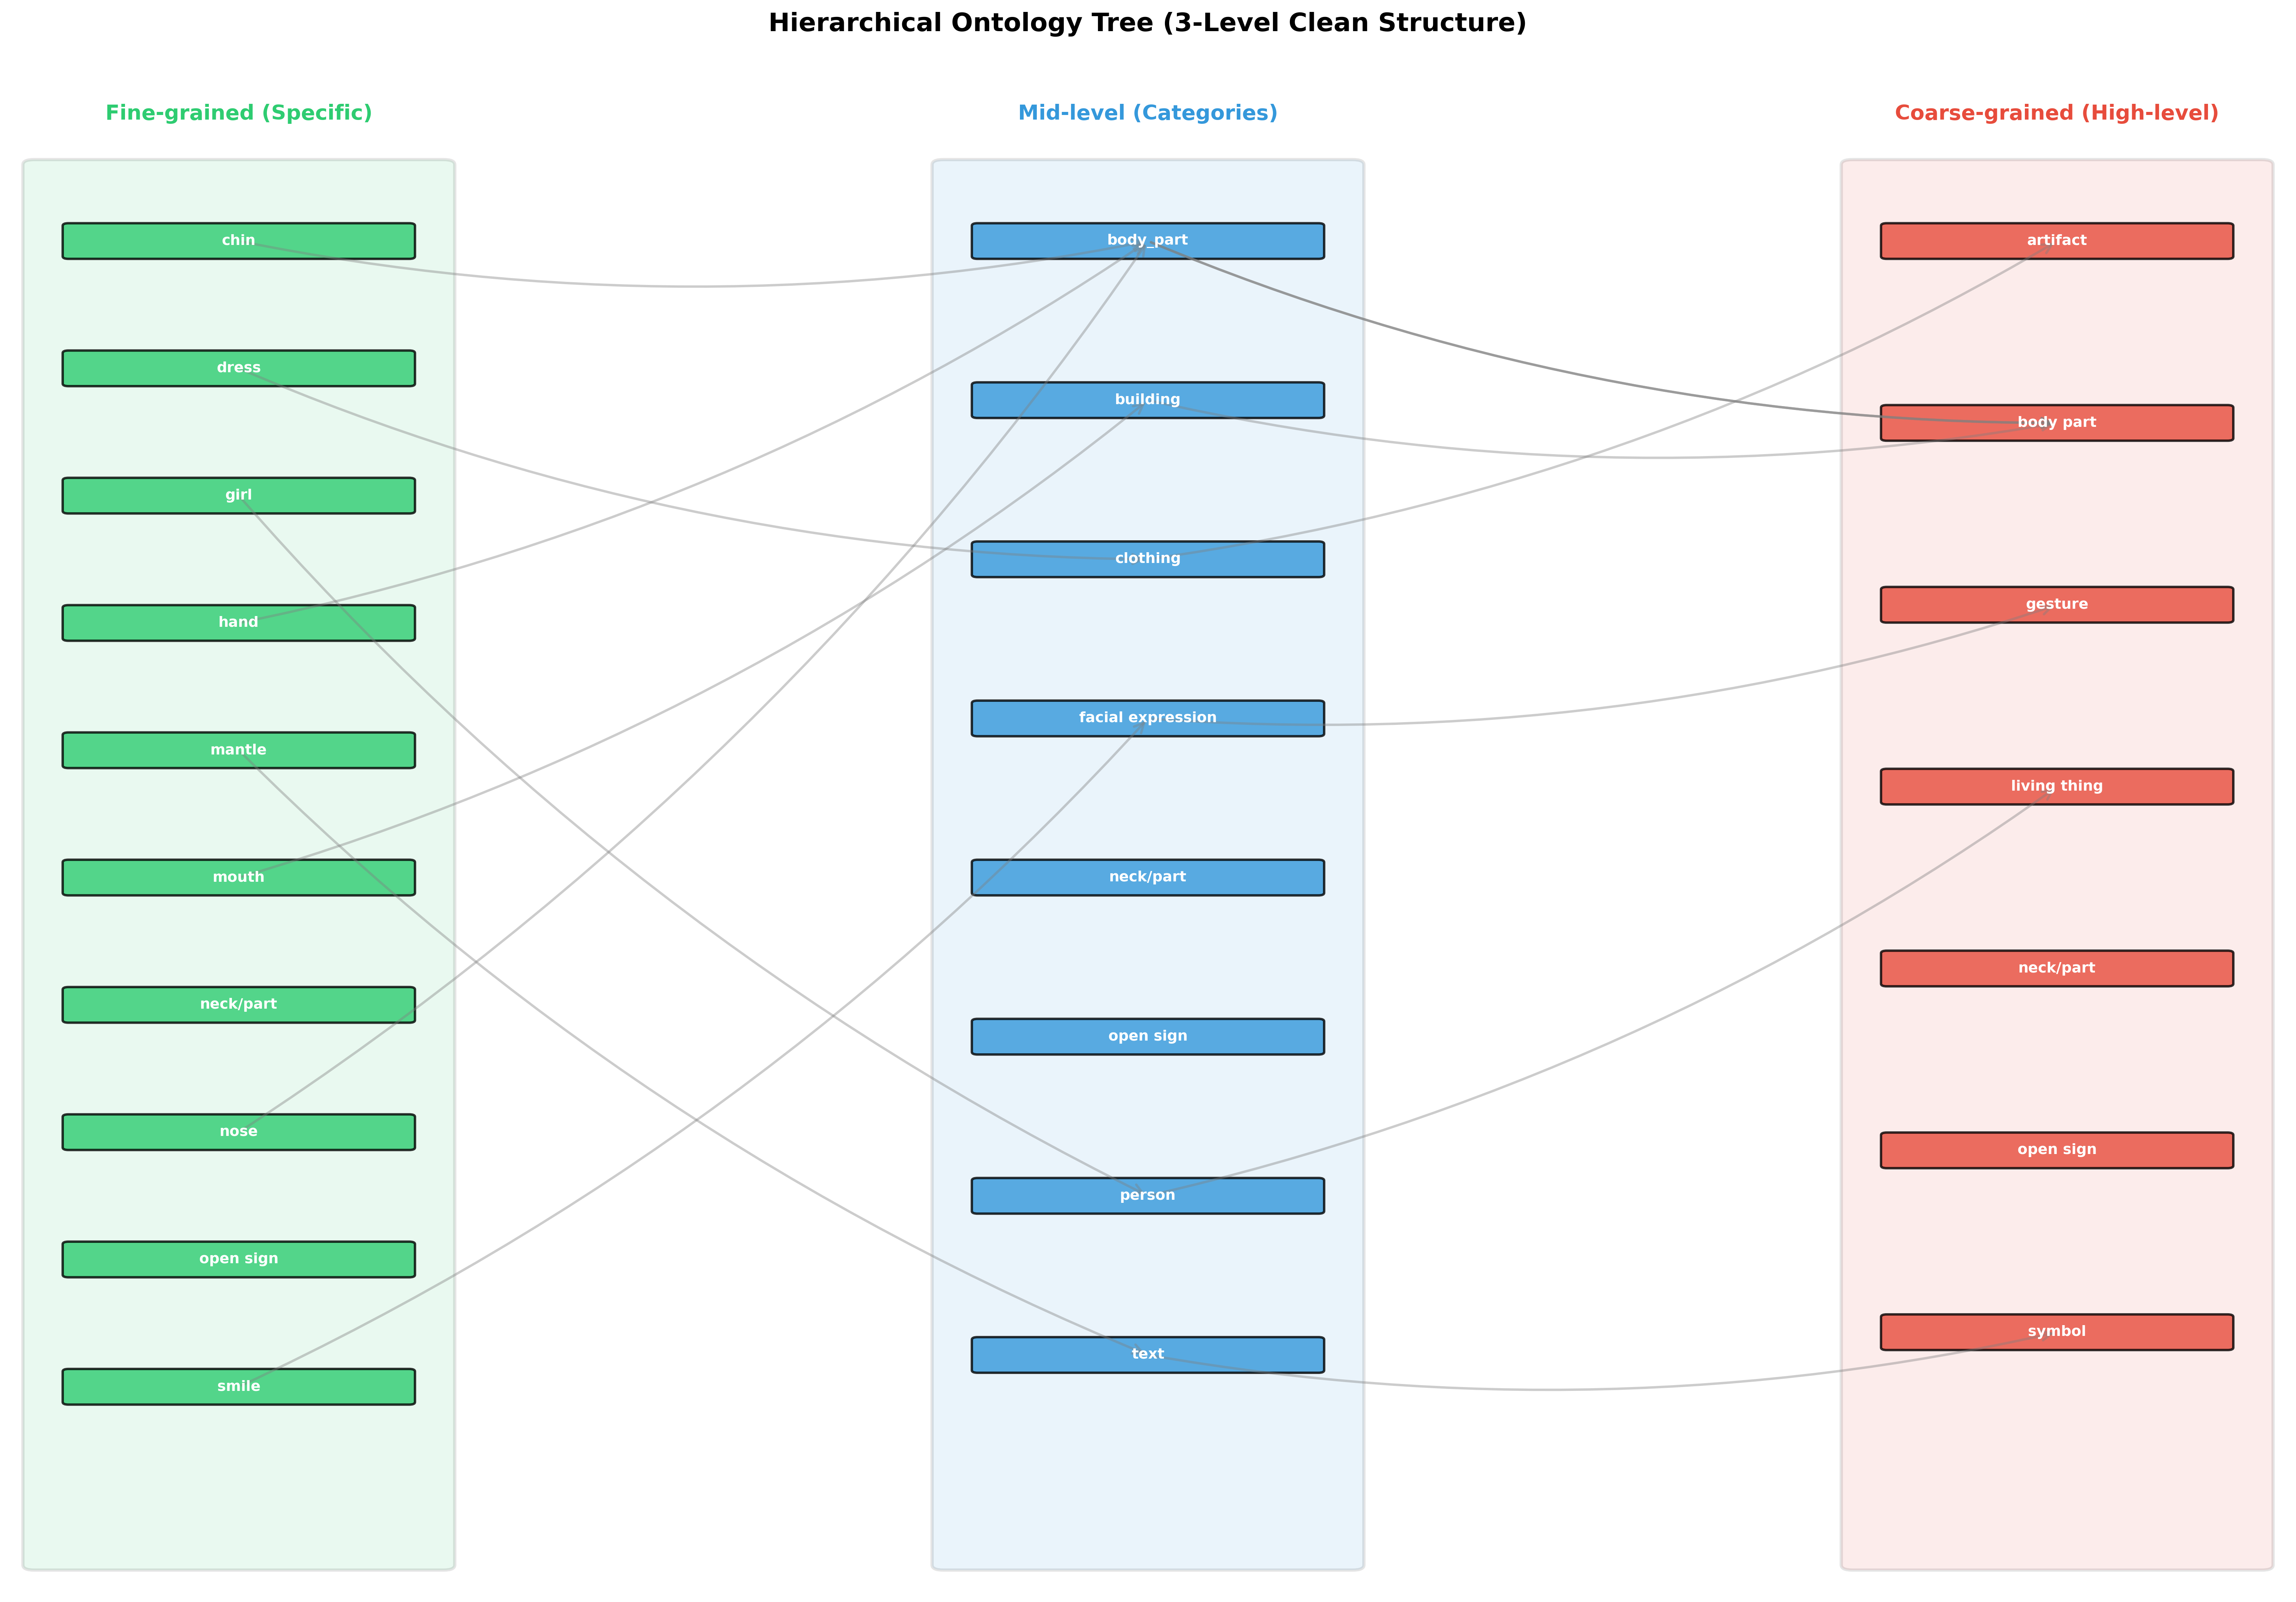 Hierarchical Ontology Tree (3-Level Clean Structure)
Fine-grained (Specific)
chin
dress
girl
hand
mantle
mouth
neck/part
nose
open sign
smile
Mid-level (Categories)
body_part
building
clothing
facial expression
neck/part
open sign
person
text
Coarse-grained (High-level)
artifact
body part
gesture
living thing
neck/part
open sign
symbol